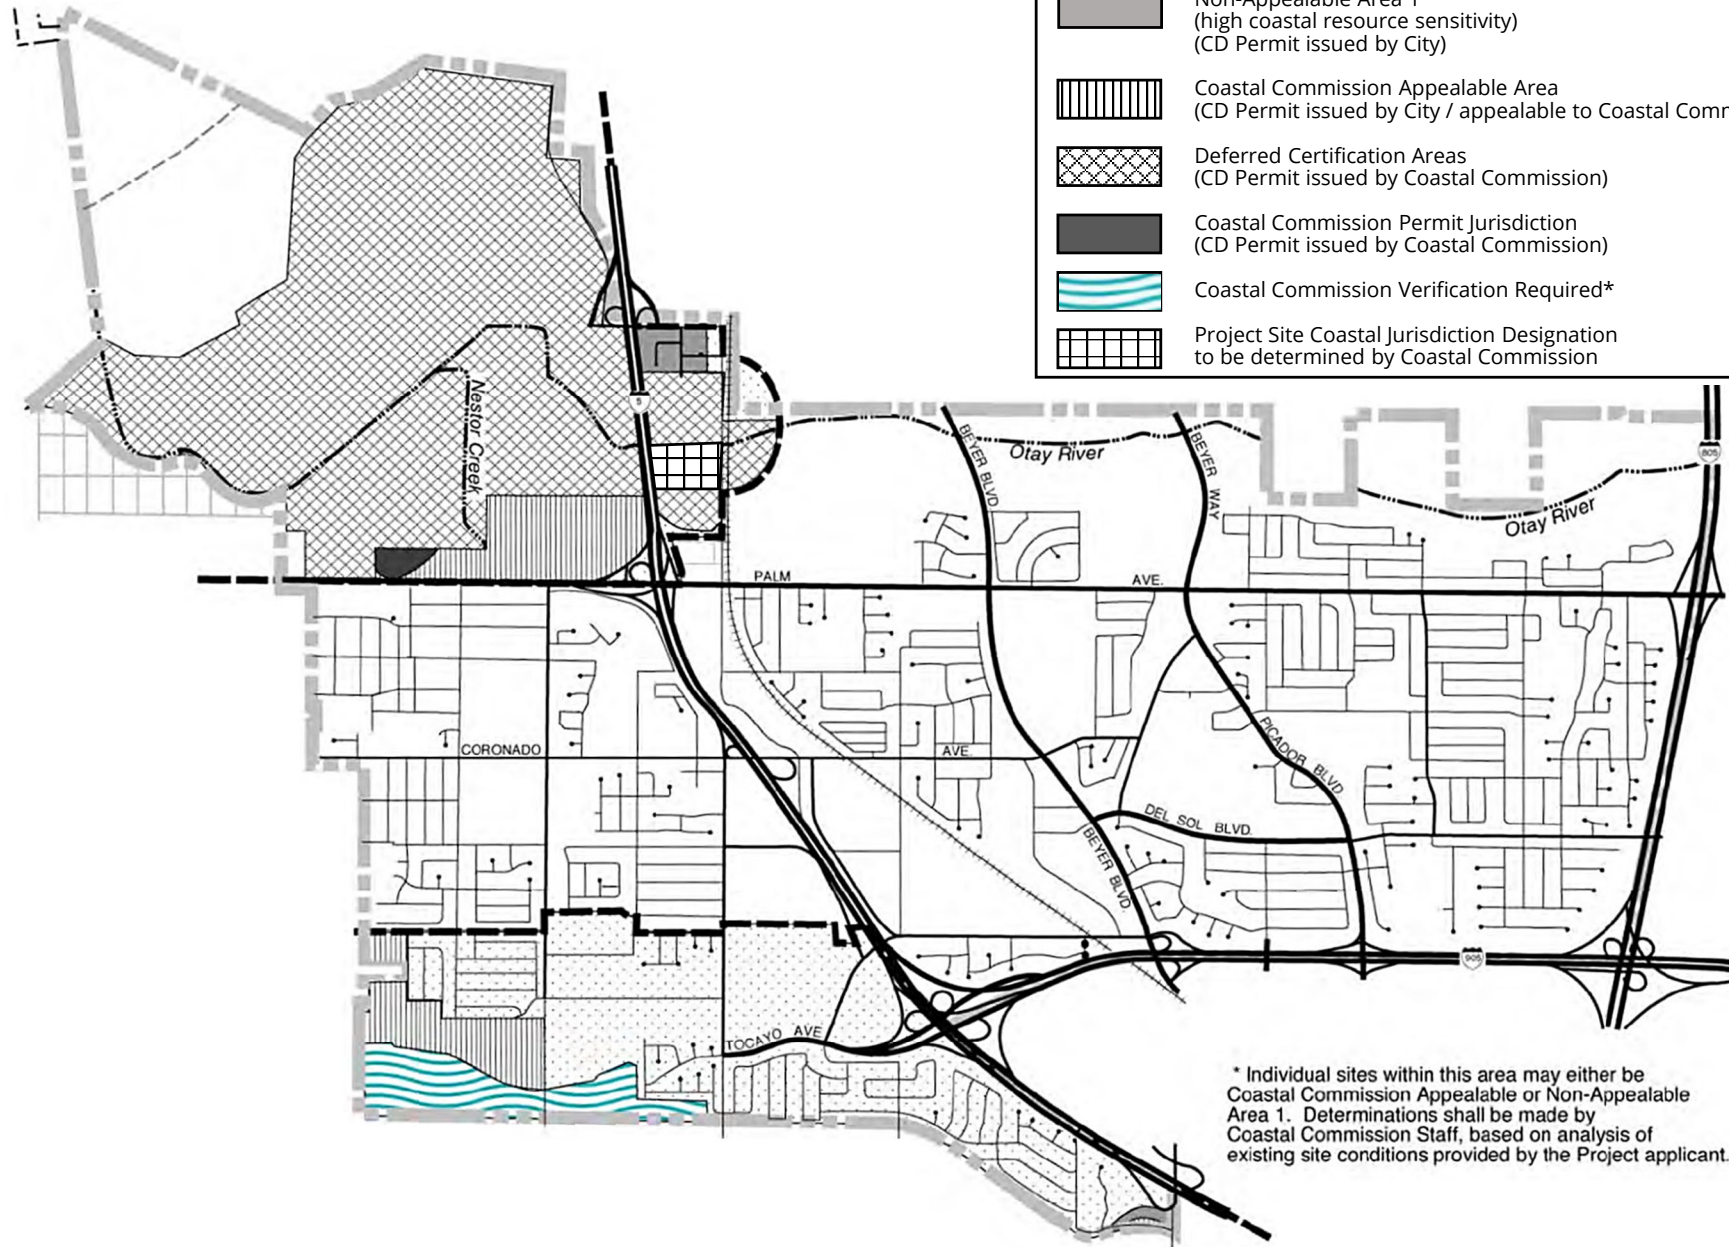 Non-Appealable Area 1
(high coastal resource sensitivity)
(CD Permit issued by City)
Coastal Commission Appealable Area
(CD Permit issued by City / appealable to Coastal Comm
Deferred Certification Areas
(CD Permit issued by Coastal Commission)
Coastal Commission Permit Jurisdiction
(CD Permit issued by Coastal Commission)
Coastal Commission Verification Required*
Project Site Coastal Jurisdiction Designation
to be determined by Coastal Commission
Nestor Creek
5
BEYER BLVD.
Otay River
BEYER WAY
805
Otay River
PALM
AVE.
CORONADO
AVE.
PICADOR BLVD.
DEL SOL BLVD.
BEYER BLVD.
905
TOCAYO AVE
* Individual sites within this area may either be
Coastal Commission Appealable or Non-Appealable
Area 1. Determinations shall be made by
Coastal Commission Staff, based on analysis of
existing site conditions provided by the Project applicant.